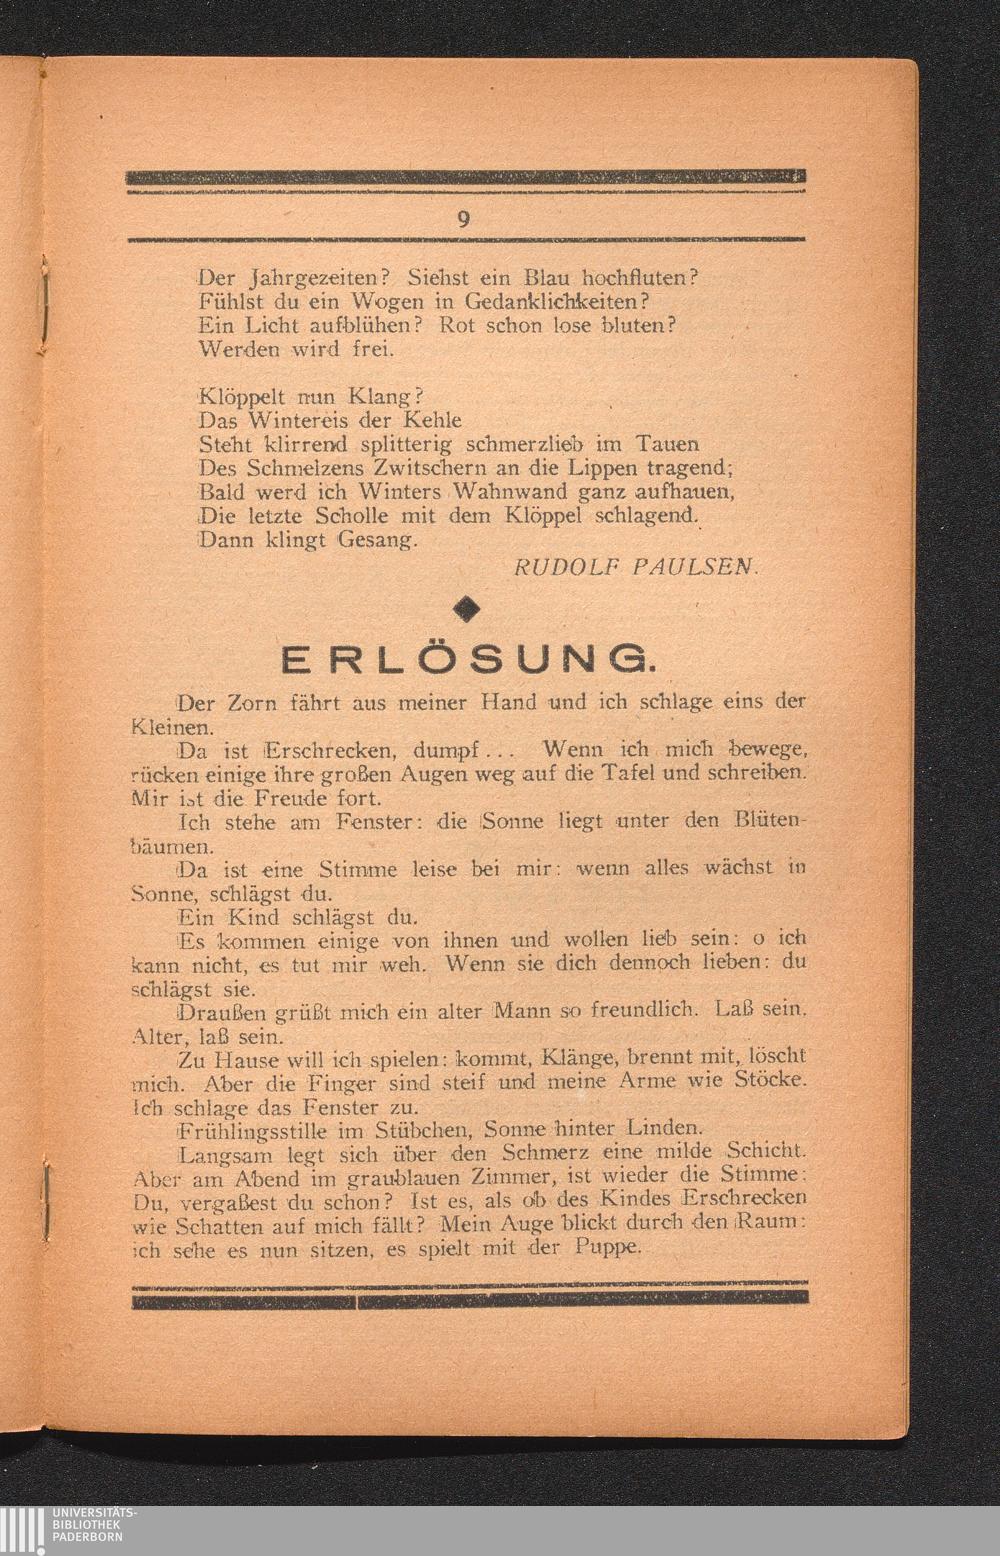 9
Der Jahrgezeiten? Siehst ein Blau hochfluten?
Fühlst du ein Wogen in Gedanklichkeiten?
Ein Licht aufblühen? Rot schon lose bluten?
Werden wird frei.
Klöppelt nun Klang?
Das Wintereis der Kehle
Steht klirrend splitterig schmerzlieb im Tauen
Des Schmelzens Zwitschern an die Lippen tragend;
Bald werd ich Winters Wahnwand ganz aufhauen,
Die letzte Scholle mit dem Klöppel schlagend.
Dann klingt Gesang.
RUDOLF PAULSEN.
ERLÖSUNG.
Der Zorn fährt aus meiner Hand und ich schlage eins der
Kleinen.
Da ist Erschrecken, dumpf... Wenn ich mich bewege,
rücken einige ihre großen Augen weg auf die Tafel und schreiben.
Mir ist die Freude fort.
Ich stehe am Fenster: die Sonne liegt unter den Blüten-
bäumen.
Da ist eine Stimme leise bei mir: wenn alles wächst in
Sonne, schlägst du.
Ein Kind schlägst du.
Es kommen einige von ihnen und wollen lieb sein: o ich
kann nicht, es tut mir weh. Wenn sie dich dennoch lieben: du
schlägst sie.
Draußen grüßt mich ein alter Mann so freundlich. Laß sein.
Alter, laß sein.
Zu Hause will ich spielen: kommt, Klänge, brennt mit, löscht
mich. Aber die Finger sind steif und meine Arme wie Stöcke.
Ich schlage das Fenster zu.
Frühlingsstille im Stübchen, Sonne hinter Linden.
Langsam legt sich über den Schmerz eine milde Schicht.
Aber am Abend im graublauen Zimmer, ist wieder die Stimme:
Du, vergaßest du schon? Ist es, als ob des Kindes Erschrecken
wie Schatten auf mich fällt? Mein Auge blickt durch den Raum:
ich sehe es nun sitzen, es spielt mit der Puppe.
UNIVERSITÄTS-
BIBLIOTHEK
PADERBORN